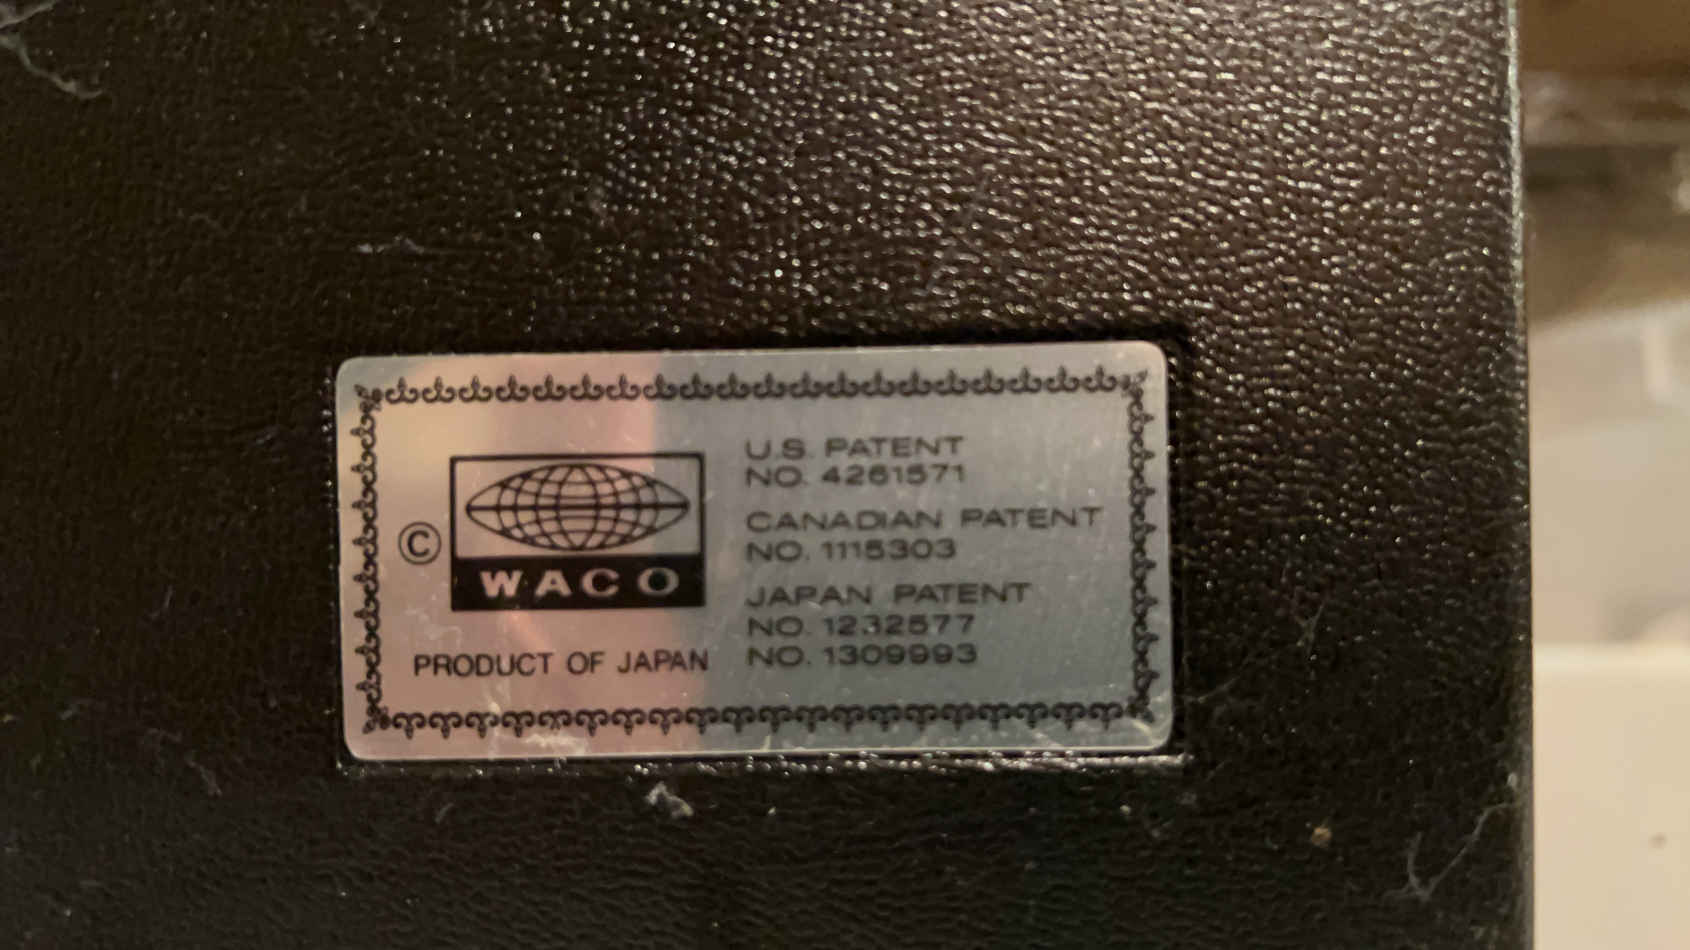 ©
WACO
PRODUCT OF JAPAN
U.S. PATENT
NO. 4261571
CANADIAN PATENT
NO. 1115303
JAPAN PATENT
NO. 1232577
NO. 1309993